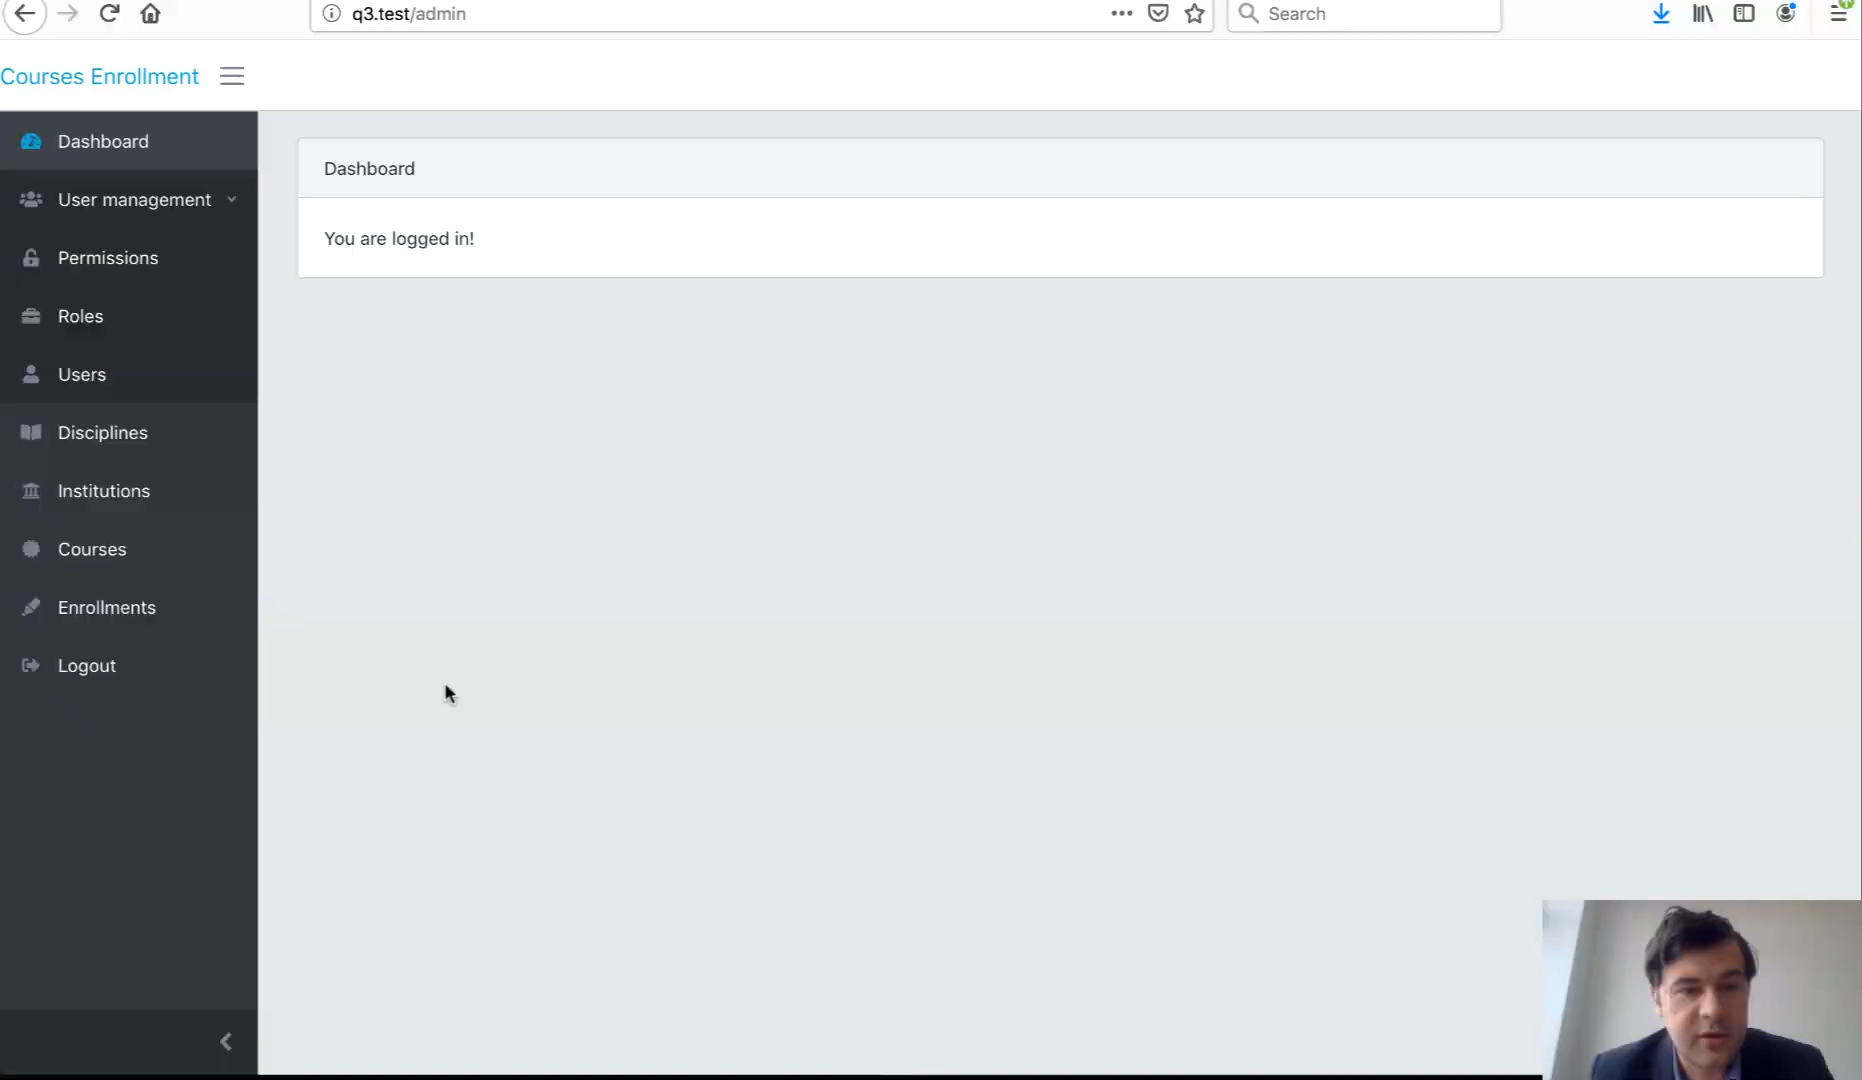 q3.test/admin
Search
Courses Enrollment
Dashboard
User management
Permissions
Roles
Users
Disciplines
Institutions
Courses
Enrollments
Logout
Dashboard
You are logged in!